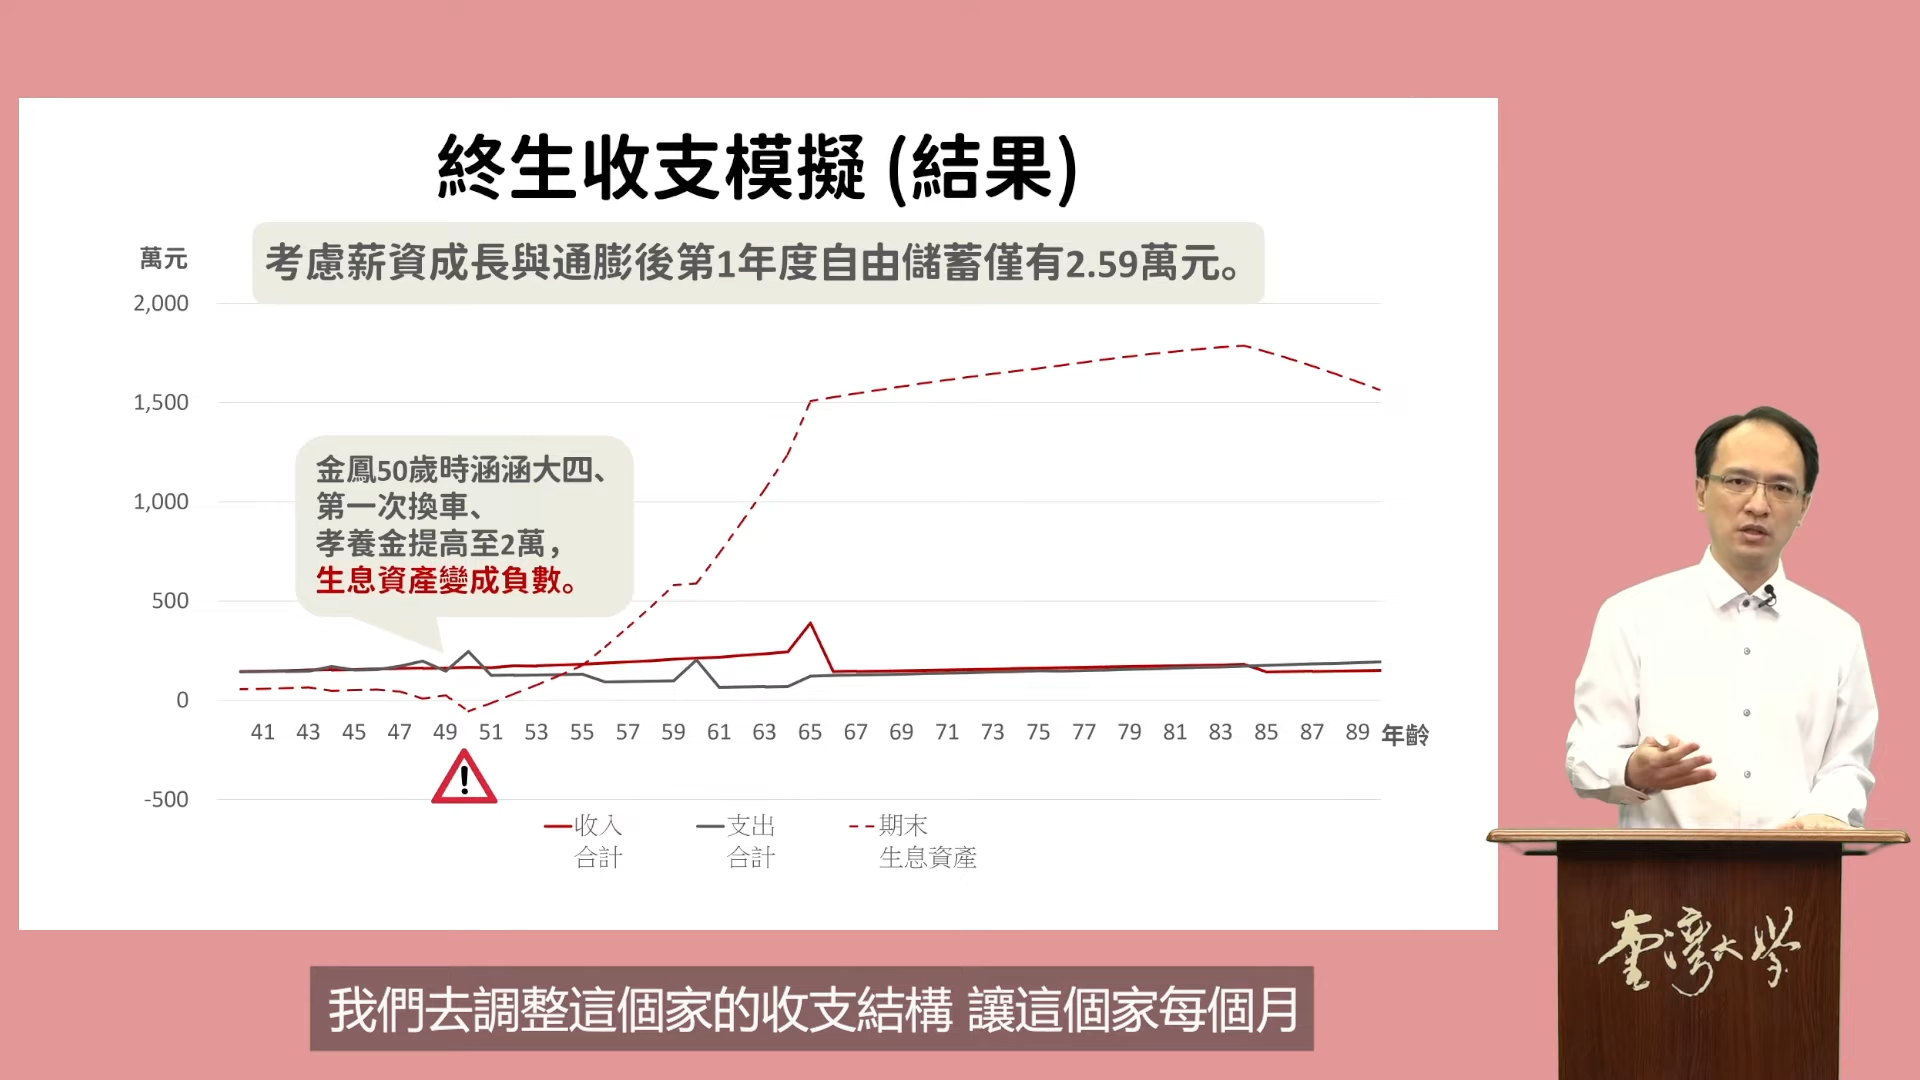 終生收支模擬 (結果)
考慮薪資成長與通膨後第1年度自由儲蓄僅有2.59萬元。
萬元
2,000
1,500
1,000
500
0
-500
金鳳50歲時涵涵大四、
第一次換車、
孝養金提高至2萬，
生息資產變成負數。
41 43 45 47 49 51 53 55 57 59 61 63 65 67 69 71 73 75 77 79 81 83 85 87 89 年齡
!
收入
合計
支出
合計
期末
生息資產
臺灣大學
我們去調整這個家的收支結構 讓這個家每個月